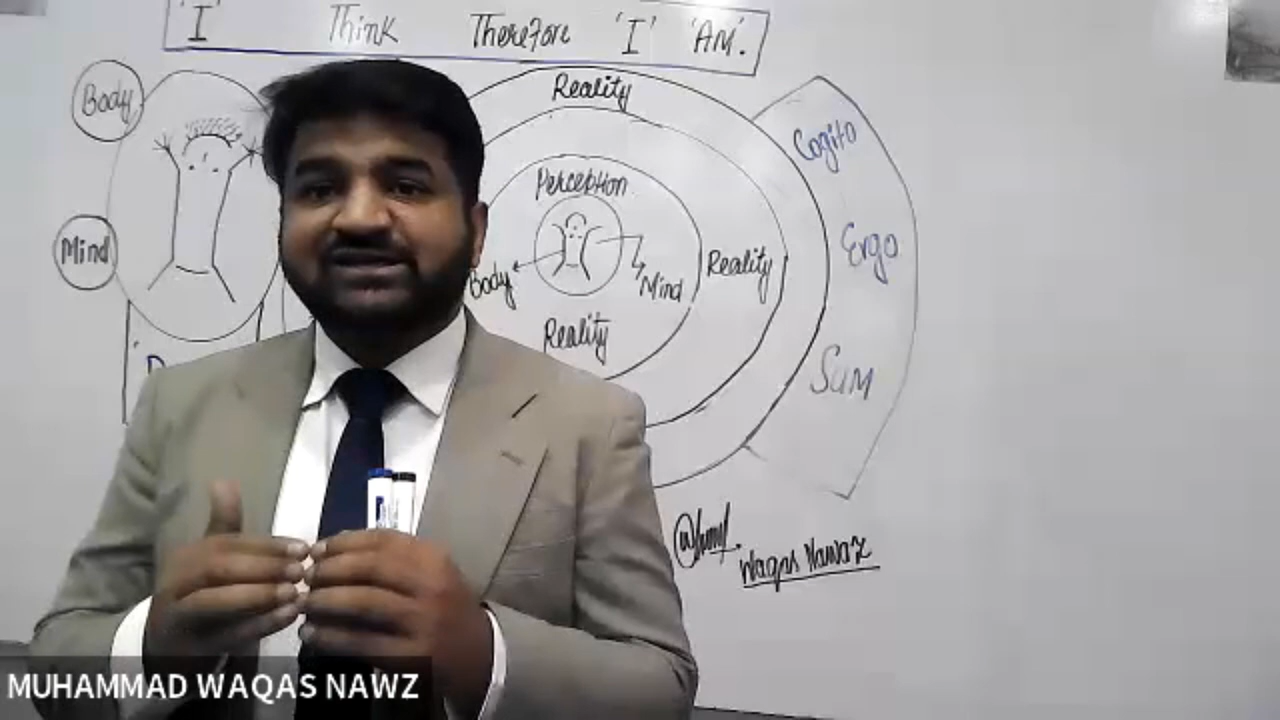 'I' Think Therefore 'I' 'AM'.
Body
Mind
Reality
Perception
Body
Mind
Reality
Reality
Cogito
Ergo
Sum
Waqas Nawaz
MUHAMMAD WAQAS NAWZ